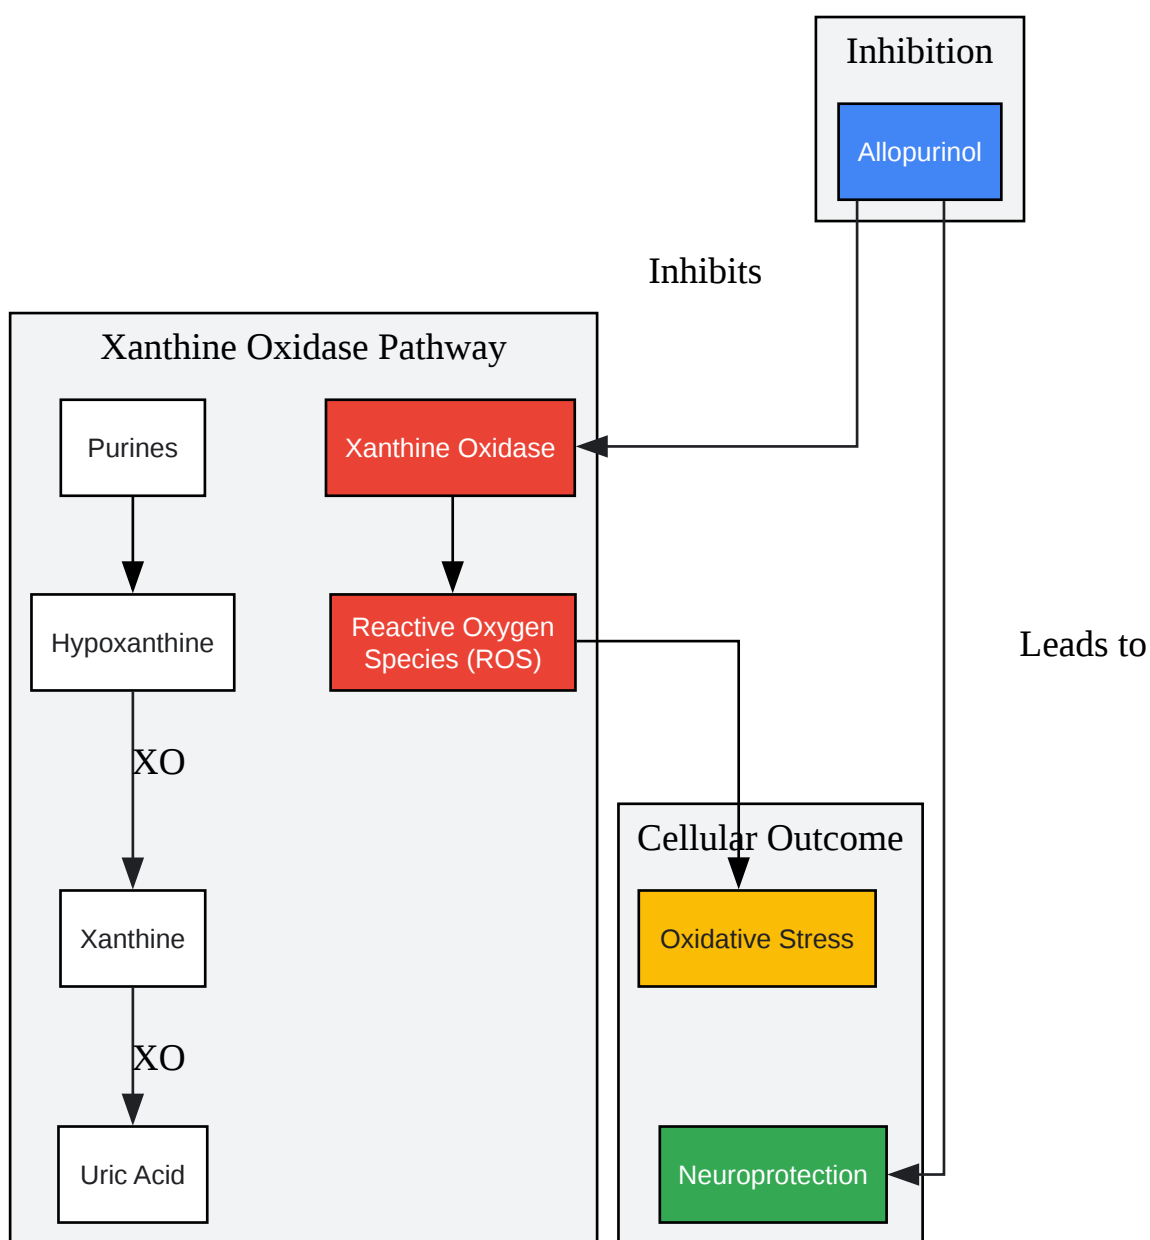 Inhibition
Allopurinol
Inhibits
Xanthine Oxidase Pathway
Purines
Xanthine Oxidase
Hypoxanthine
Reactive Oxygen
Species (ROS)
Leads to
XO
Cellular Outcome
Xanthine
Oxidative Stress
XO
Uric Acid
Neuroprotection